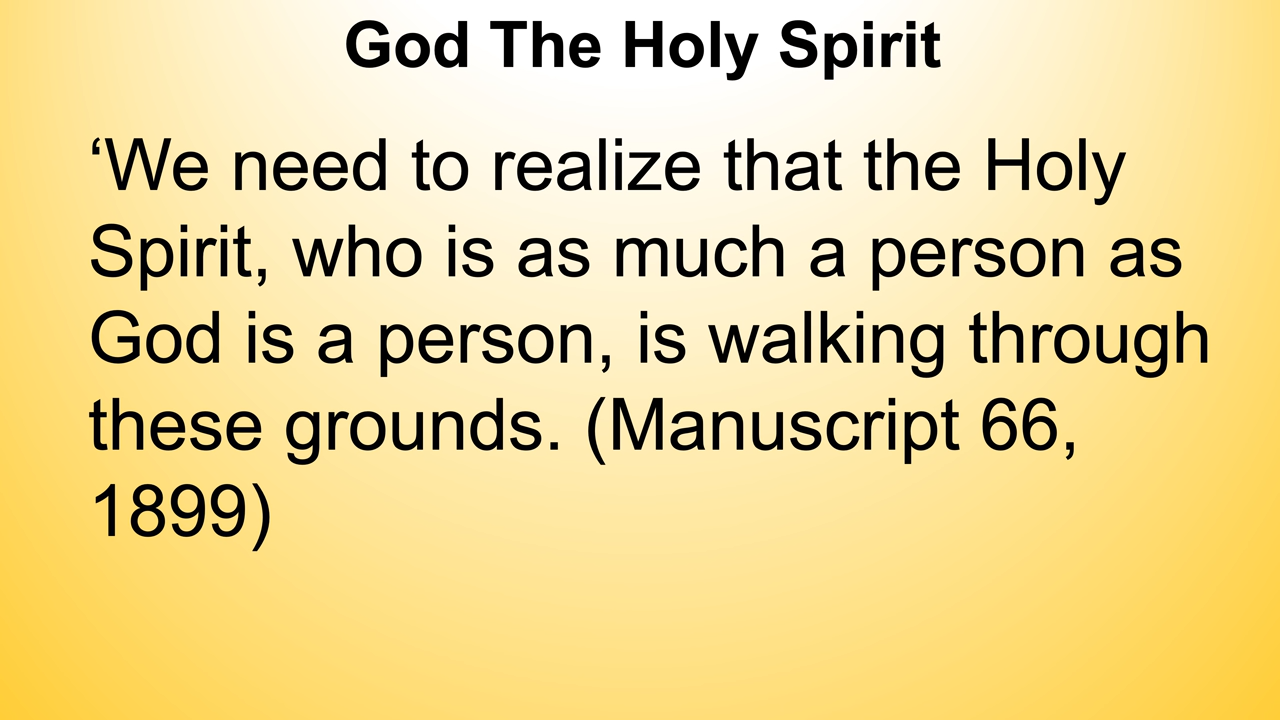 God The Holy Spirit
‘We need to realize that the Holy
Spirit, who is as much a person as
God is a person, is walking through
these grounds. (Manuscript 66,
1899)